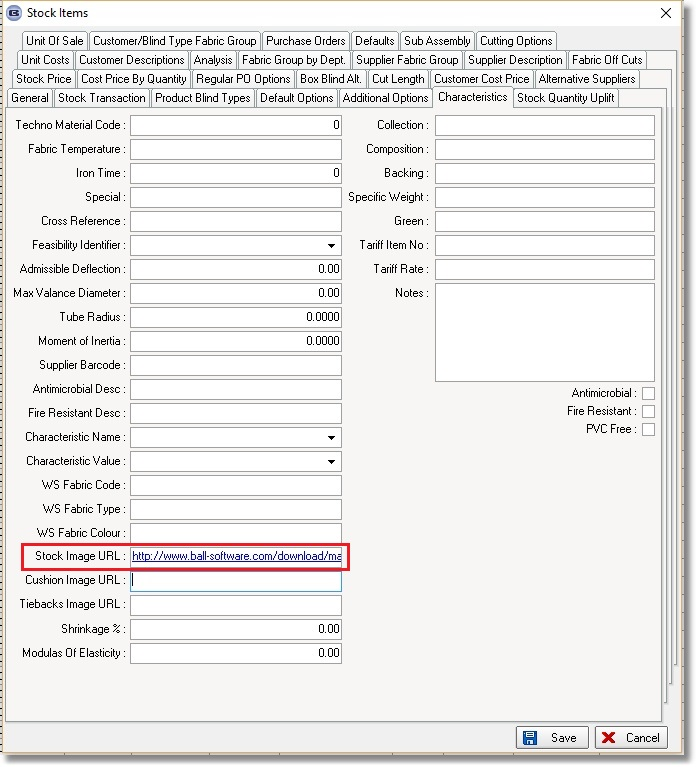 Stock Items
Unit Of Sale Customer/Blind Type Fabric Group Purchase Orders Defaults Sub Assembly Cutting Options
Unit Costs Customer Descriptions Analysis Fabric Group by Dept. Supplier Fabric Group Supplier Description Fabric Off Cuts
Stock Price Cost Price By Quantity Regular PO Options Box Blind Alt. Cut Length Customer Cost Price Alternative Suppliers
General Stock Transaction Product Blind Types Default Options Additional Options Characteristics Stock Quantity Uplift
Techno Material Code : 0
Fabric Temperature :
Iron Time : 0
Special :
Cross Reference :
Feasibility Identifier :
Admissible Deflection : 0.00
Max Valance Diameter : 0.00
Tube Radius : 0.0000
Moment of Inertia : 0.0000
Supplier Barcode :
Antimicrobial Desc :
Fire Resistant Desc :
Characteristic Name :
Characteristic Value :
WS Fabric Code :
WS Fabric Type :
WS Fabric Colour :
Stock Image URL : http://www.ball-software.com/download/ma
Cushion Image URL :
Tiebacks Image URL :
Shrinkage % : 0.00
Modulas Of Elasticity : 0.00
Collection :
Composition :
Backing :
Specific Weight :
Green :
Tariff Item No :
Tariff Rate :
Notes :
Antimicrobial :
Fire Resistant :
PVC Free :
Save Cancel